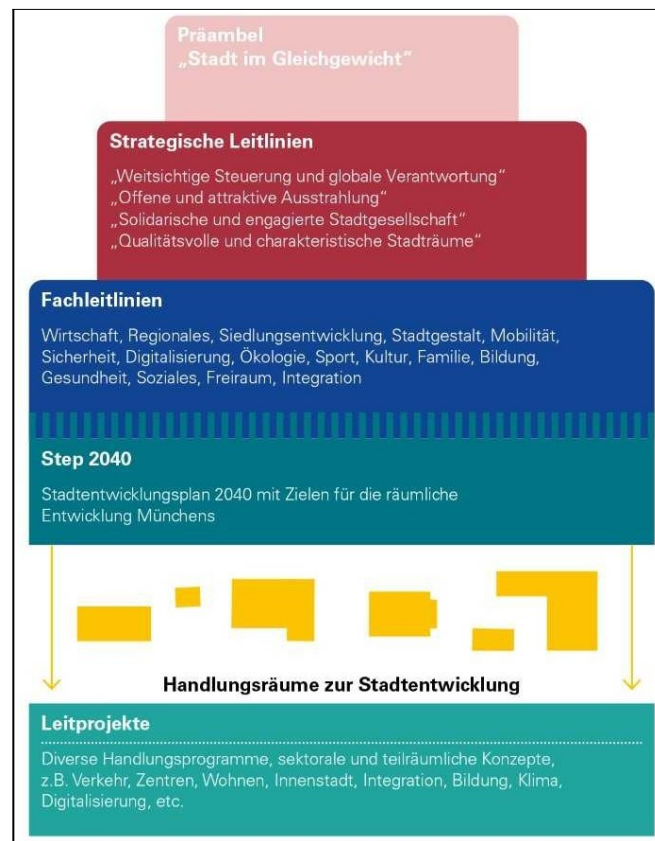 Präambel
„Stadt im Gleichgewicht“
Strategische Leitlinien
„Weitsichtige Steuerung und globale Verantwortung“
„Offene und attraktive Ausstrahlung“
„Solidarische und engagierte Stadtgesellschaft“
„Qualitätsvolle und charakteristische Stadträume“
Fachleitlinien
Wirtschaft, Regionales, Siedlungsentwicklung, Stadtgestalt, Mobilität,
Sicherheit, Digitalisierung, Ökologie, Sport, Kultur, Familie, Bildung,
Gesundheit, Soziales, Freiraum, Integration
Step 2040
Stadtentwicklungsplan 2040 mit Zielen für die räumliche
Entwicklung Münchens
Handlungsräume zur Stadtentwicklung
Leitprojekte
Diverse Handlungsprogramme, sektorale und teilräumliche Konzepte,
z.B. Verkehr, Zentren, Wohnen, Innenstadt, Integration, Bildung, Klima,
Digitalisierung, etc.